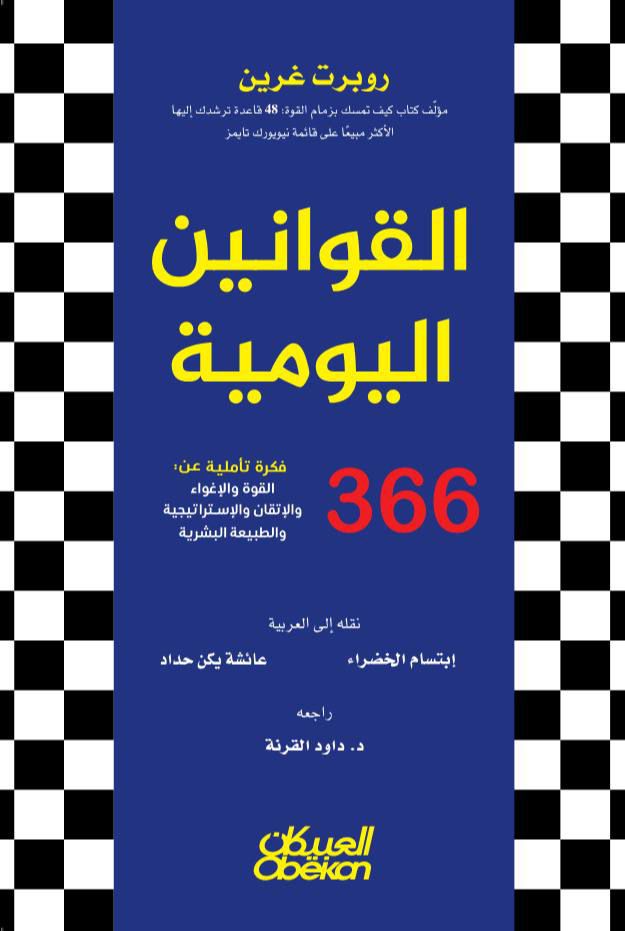 روبرت غرين
مؤلّف كتاب كيف تمسك بزمام القوة: 48 قاعدة ترشدك إليها
الأكثر مبيعًا على قائمة نيويورك تايمز
القوانين
اليومية
366
فكرة تأملية عن:
القوة والإغواء
والإتقان والإستراتيجية
والطبيعة البشرية
نقله إلى العربية
إبتسام الخضراء عائشة يكن حداد
راجعه
د. داود القرنة
العبيكان
Obēkan